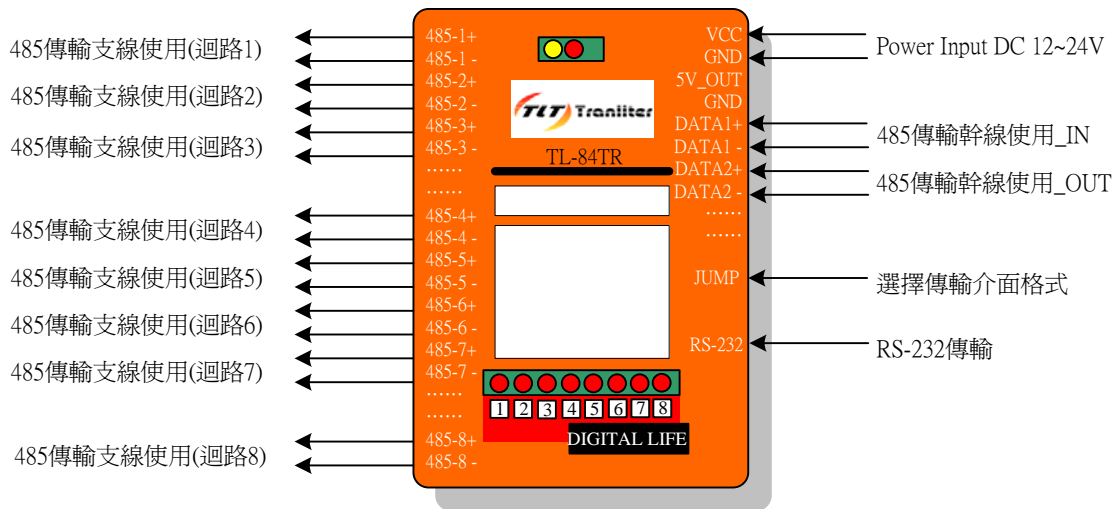 485傳輸支線使用(迴路1)
485傳輸支線使用(迴路2)
485傳輸支線使用(迴路3)
485傳輸支線使用(迴路4)
485傳輸支線使用(迴路5)
485傳輸支線使用(迴路6)
485傳輸支線使用(迴路7)
485傳輸支線使用(迴路8)
485-1+
485-1 -
485-2+
485-2 -
485-3+
485-3 -
......
......
485-4+
485-4 -
485-5+
485-5 -
485-6+
485-6 -
485-7+
485-7 -
......
......
485-8+
485-8 -
TLT Tranliter
TL-84TR
1 2 3 4 5 6 7 8
DIGITAL LIFE
VCC
GND
5V_OUT
GND
DATA1+
DATA1 -
DATA2+
DATA2 -
......
......
JUMP
RS-232
Power Input DC 12~24V
485傳輸幹線使用_IN
485傳輸幹線使用_OUT
選擇傳輸介面格式
RS-232傳輸